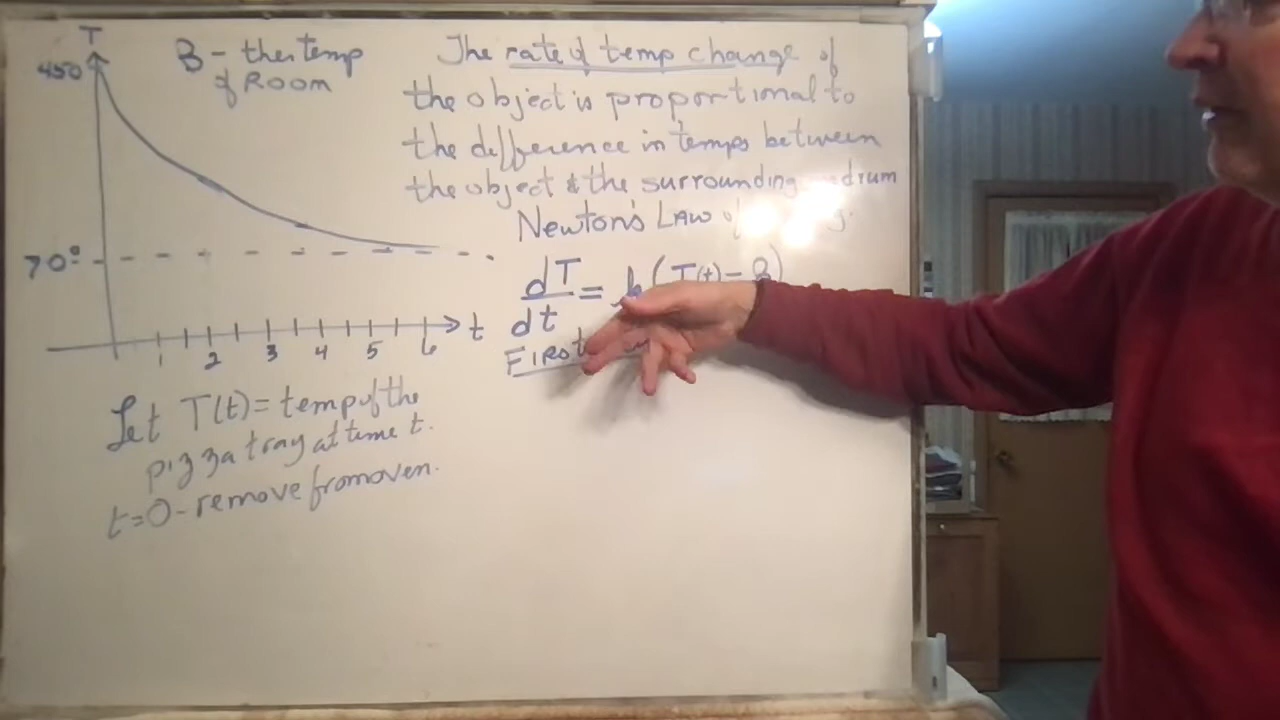 T
450
B - the temp
of Room
The rate of temp change of
the object is proportional to
the difference in temps between
the object & the surrounding
Newton's Law of
70°
dT/dt = k(T(t) - B)
1 2 3 4 5 6 t
First
Let T(t) = temp of the
pizza tray at time t.
t=0 - remove from oven.